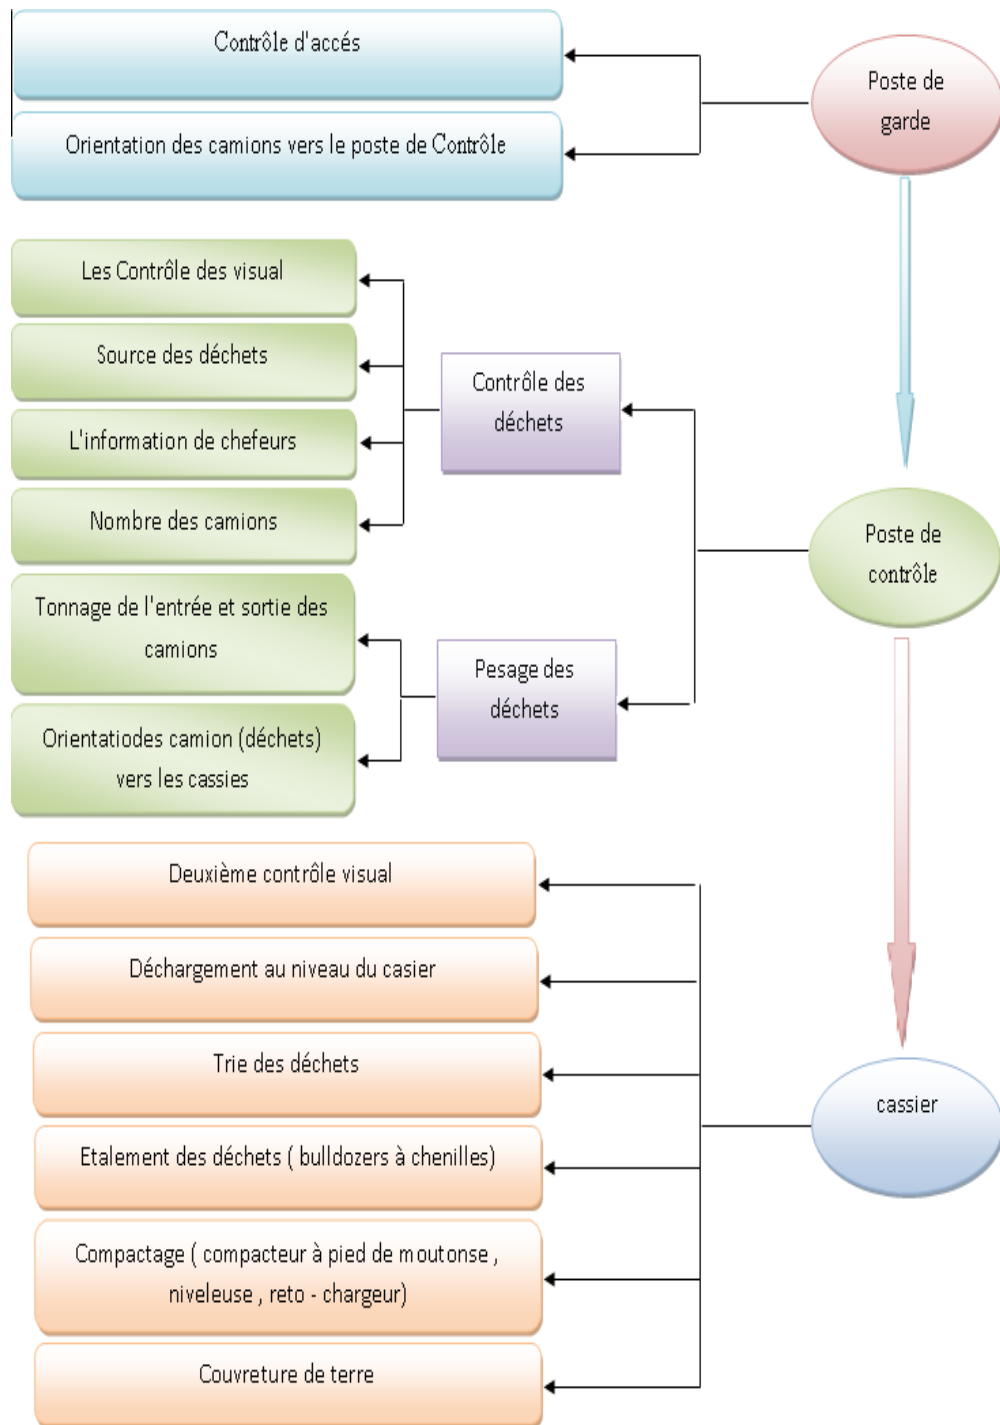 Contrôle d'accés
Orientation des camions vers le poste de Contrôle
Poste de
garde
Les Contrôle des visual
Source des déchets
L'information de chefeurs
Nombre des camions
Contrôle des
déchets
Tonnage de l'entrée et sortie des
camions
Orientatiodes camion (déchets)
vers les cassies
Pesage des
déchets
Poste de
contrôle
Deuxième contrôle visual
Déchargement au niveau du casier
Trie des déchets
Etalement des déchets ( bulldozers à chenilles)
Compactage ( compacteur à pied de moutonse ,
niveleuse , reto - chargeur)
Couvreture de terre
cassier